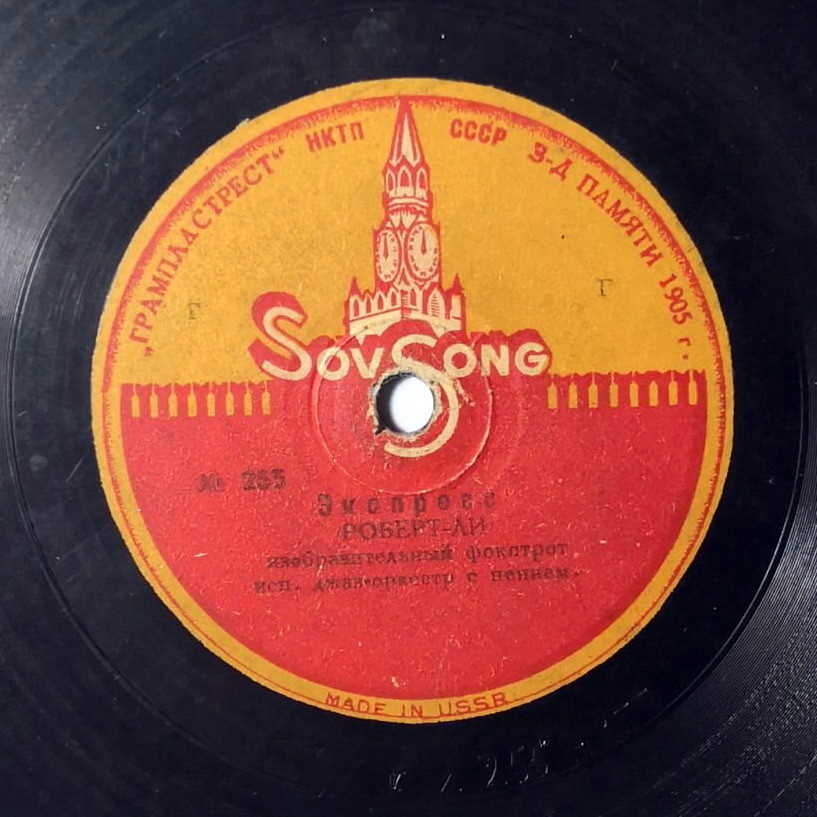 „ГРАМПЛАСТРЕСТ“ НКТП СССР З-Д ПАМЯТИ 1905 г.
Г
SOVSONG
№ 255
Экспресс
РОБЕРТ-ЛИ
изобразительный фокстрот
исп. джаз-оркестр с пением.
MADE IN USSR